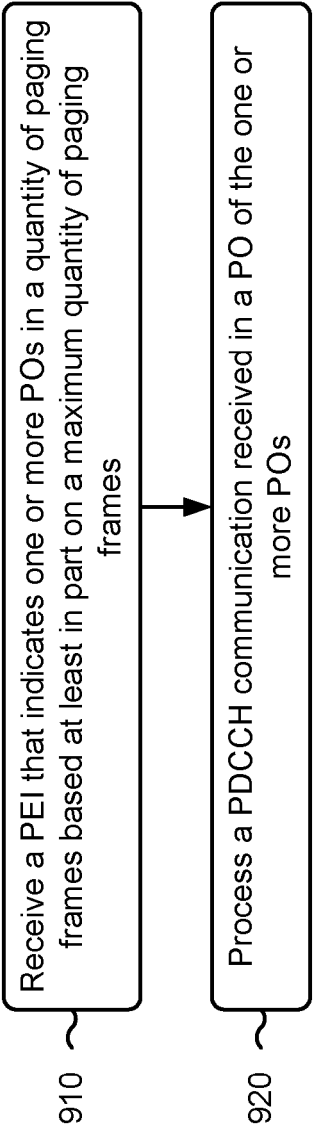 910
Receive a PEI that indicates one or more POs in a quantity of paging
frames based at least in part on a maximum quantity of paging
frames
920
Process a PDCCH communication received in a PO of the one or
more POs